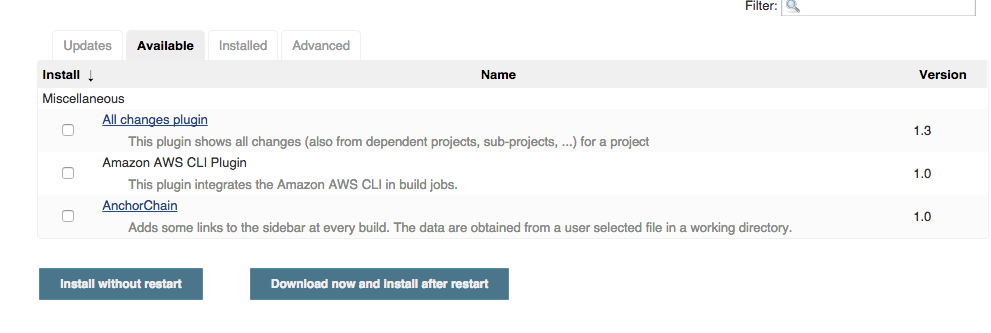 Filter:
Updates Available Installed Advanced
Install ↓ Name Version
Miscellaneous
All changes plugin
This plugin shows all changes (also from dependent projects, sub-projects, ...) for a project
1.3
Amazon AWS CLI Plugin
This plugin integrates the Amazon AWS CLI in build jobs.
1.0
AnchorChain
Adds some links to the sidebar at every build. The data are obtained from a user selected file in a working directory.
1.0
Install without restart Download now and install after restart